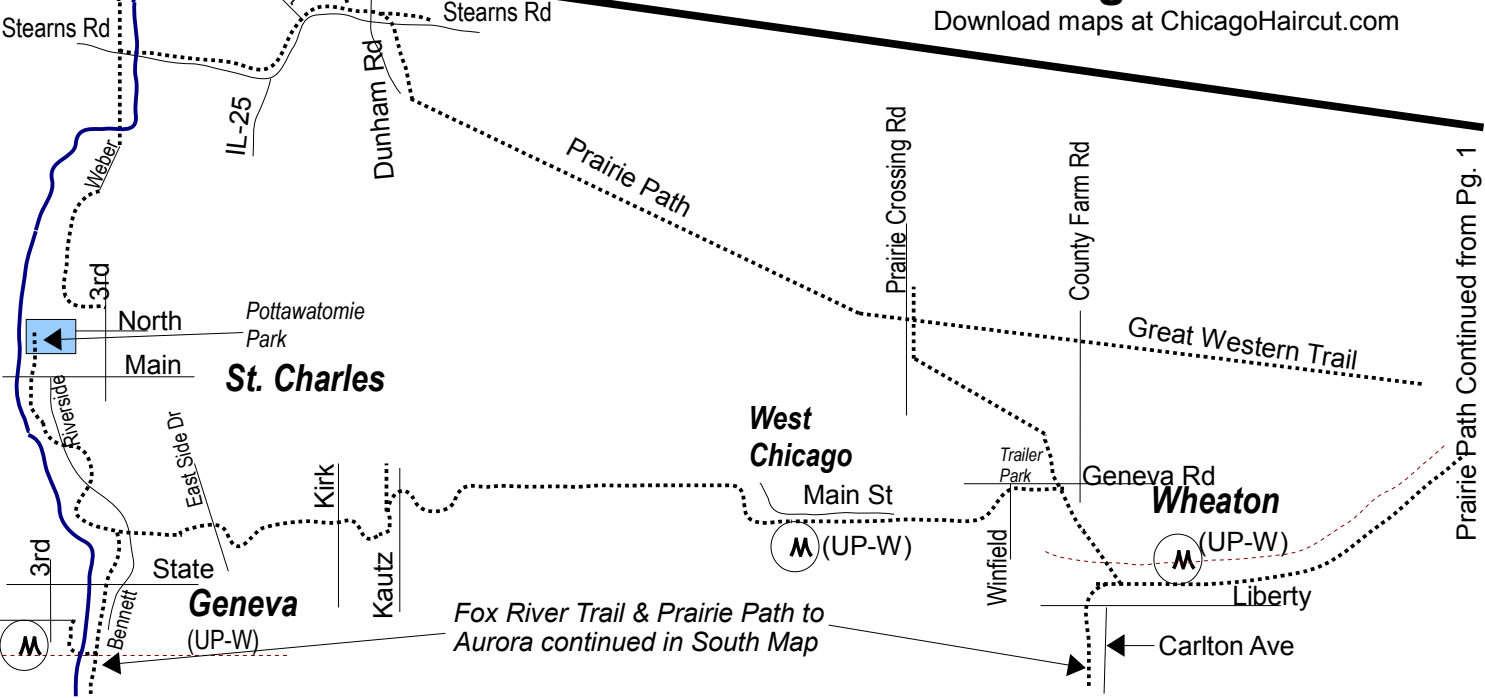 Stearns Rd
Stearns Rd
Download maps at ChicagoHaircut.com
Dunham Rd
IL-25
Weber
Prairie Path
Prairie Crossing Rd
County Farm Rd
Prairie Path Continued from Pg. 1
3rd
North
Pottawatomie
Park
Main
St. Charles
Great Western Trail
Riverside
East Side Dr
West
Chicago
Kirk
Kautz
Main St
M
(UP-W)
Trailer
Park
Geneva Rd
Wheaton
(UP-W)
M
Winfield
3rd
State
Geneva
(UP-W)
Bennett
M
Fox River Trail & Prairie Path to
Aurora continued in South Map
Liberty
Carlton Ave